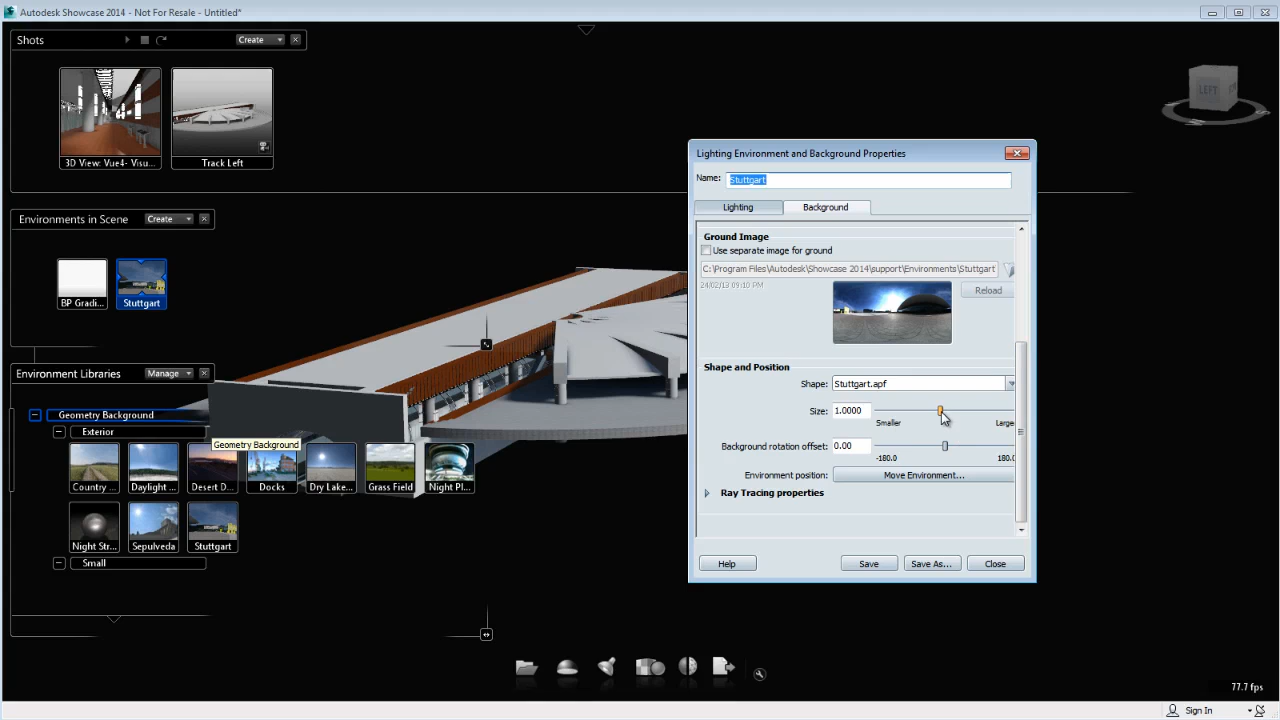 Autodesk Showcase 2014 - Not For Resale - Untitled*
Shots
Create
3D View: Vue4- Visu...
Track Left
LEFT
Environments in Scene
Create
BP Gradi...
Stuttgart
Environment Libraries
Manage
Geometry Background
Exterior
Geometry Background
Country ...
Daylight ...
Desert D...
Docks
Dry Lake...
Grass Field
Night Pl...
Night Str...
Sepulveda
Stuttgart
Small
Lighting Environment and Background Properties
Name:
Stuttgart
Lighting
Background
Ground Image
Use separate image for ground
C:\Program Files\Autodesk\Showcase 2014\support\Environments\Stuttgart
24/02/13 09:10 PM
Reload
Shape and Position
Shape: Stuttgart.apf
Size: 1.0000
Smaller
Large
Background rotation offset: 0.00
-180.0
180.
Environment position: Move Environment...
Ray Tracing properties
Help
Save
Save As...
Close
77.7 fps
Sign In